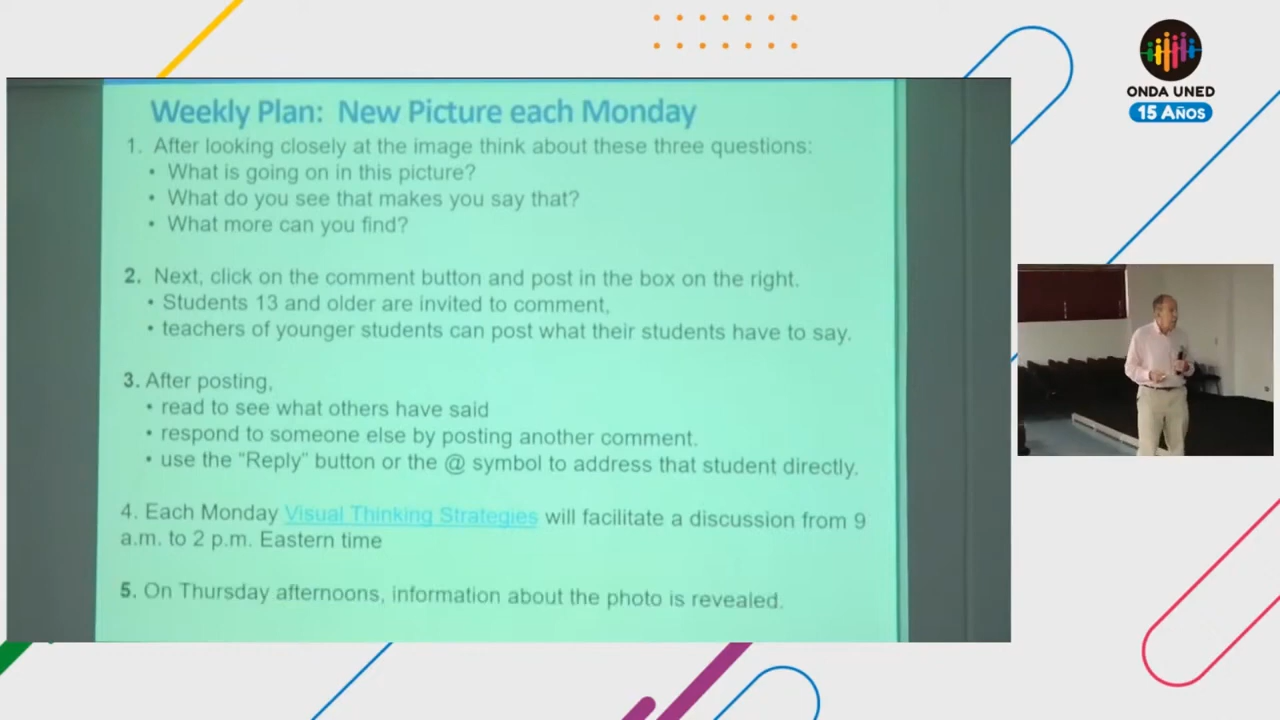 Weekly Plan: New Picture each Monday
1. After looking closely at the image think about these three questions:
• What is going on in this picture?
• What do you see that makes you say that?
• What more can you find?
2. Next, click on the comment button and post in the box on the right.
• Students 13 and older are invited to comment,
• teachers of younger students can post what their students have to say.
3. After posting,
• read to see what others have said
• respond to someone else by posting another comment.
• use the “Reply” button or the @ symbol to address that student directly.
4. Each Monday Visual Thinking Strategies will facilitate a discussion from 9
a.m. to 2 p.m. Eastern time
5. On Thursday afternoons, information about the photo is revealed.
ONDA UNED
15 AÑOS